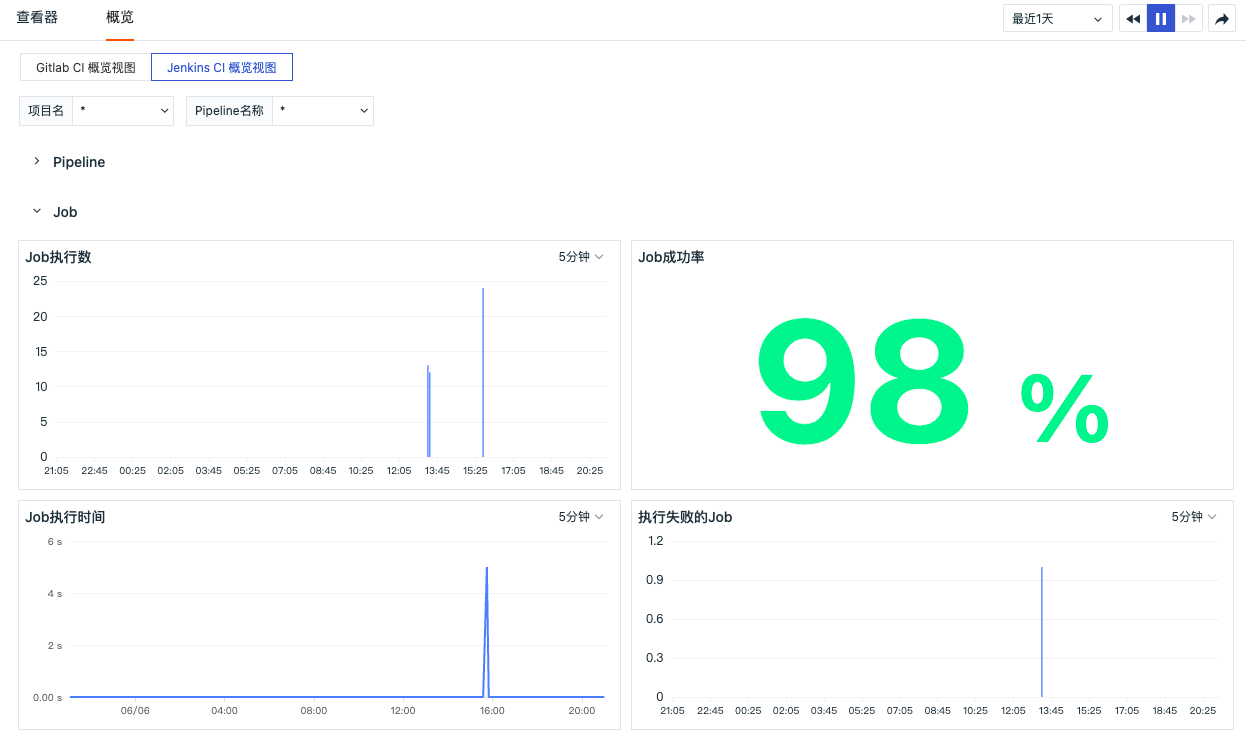 查看器 概览 最近1天
Gitlab CI 概览视图 Jenkins CI 概览视图
项目名 * Pipeline名称 *
Pipeline
Job
Job执行数 5分钟
25
20
15
10
5
0
21:05 22:45 00:25 02:05 03:45 05:25 07:05 08:45 10:25 12:05 13:45 15:25 17:05 18:45 20:25
Job成功率
98 %
Job执行时间 5分钟
6 s
4 s
2 s
0.00 s
06/06 04:00 08:00 12:00 16:00 20:00
执行失败的Job 5分钟
1.2
0.9
0.6
0.3
0
21:05 22:45 00:25 02:05 03:45 05:25 07:05 08:45 10:25 12:05 13:45 15:25 17:05 18:45 20:25